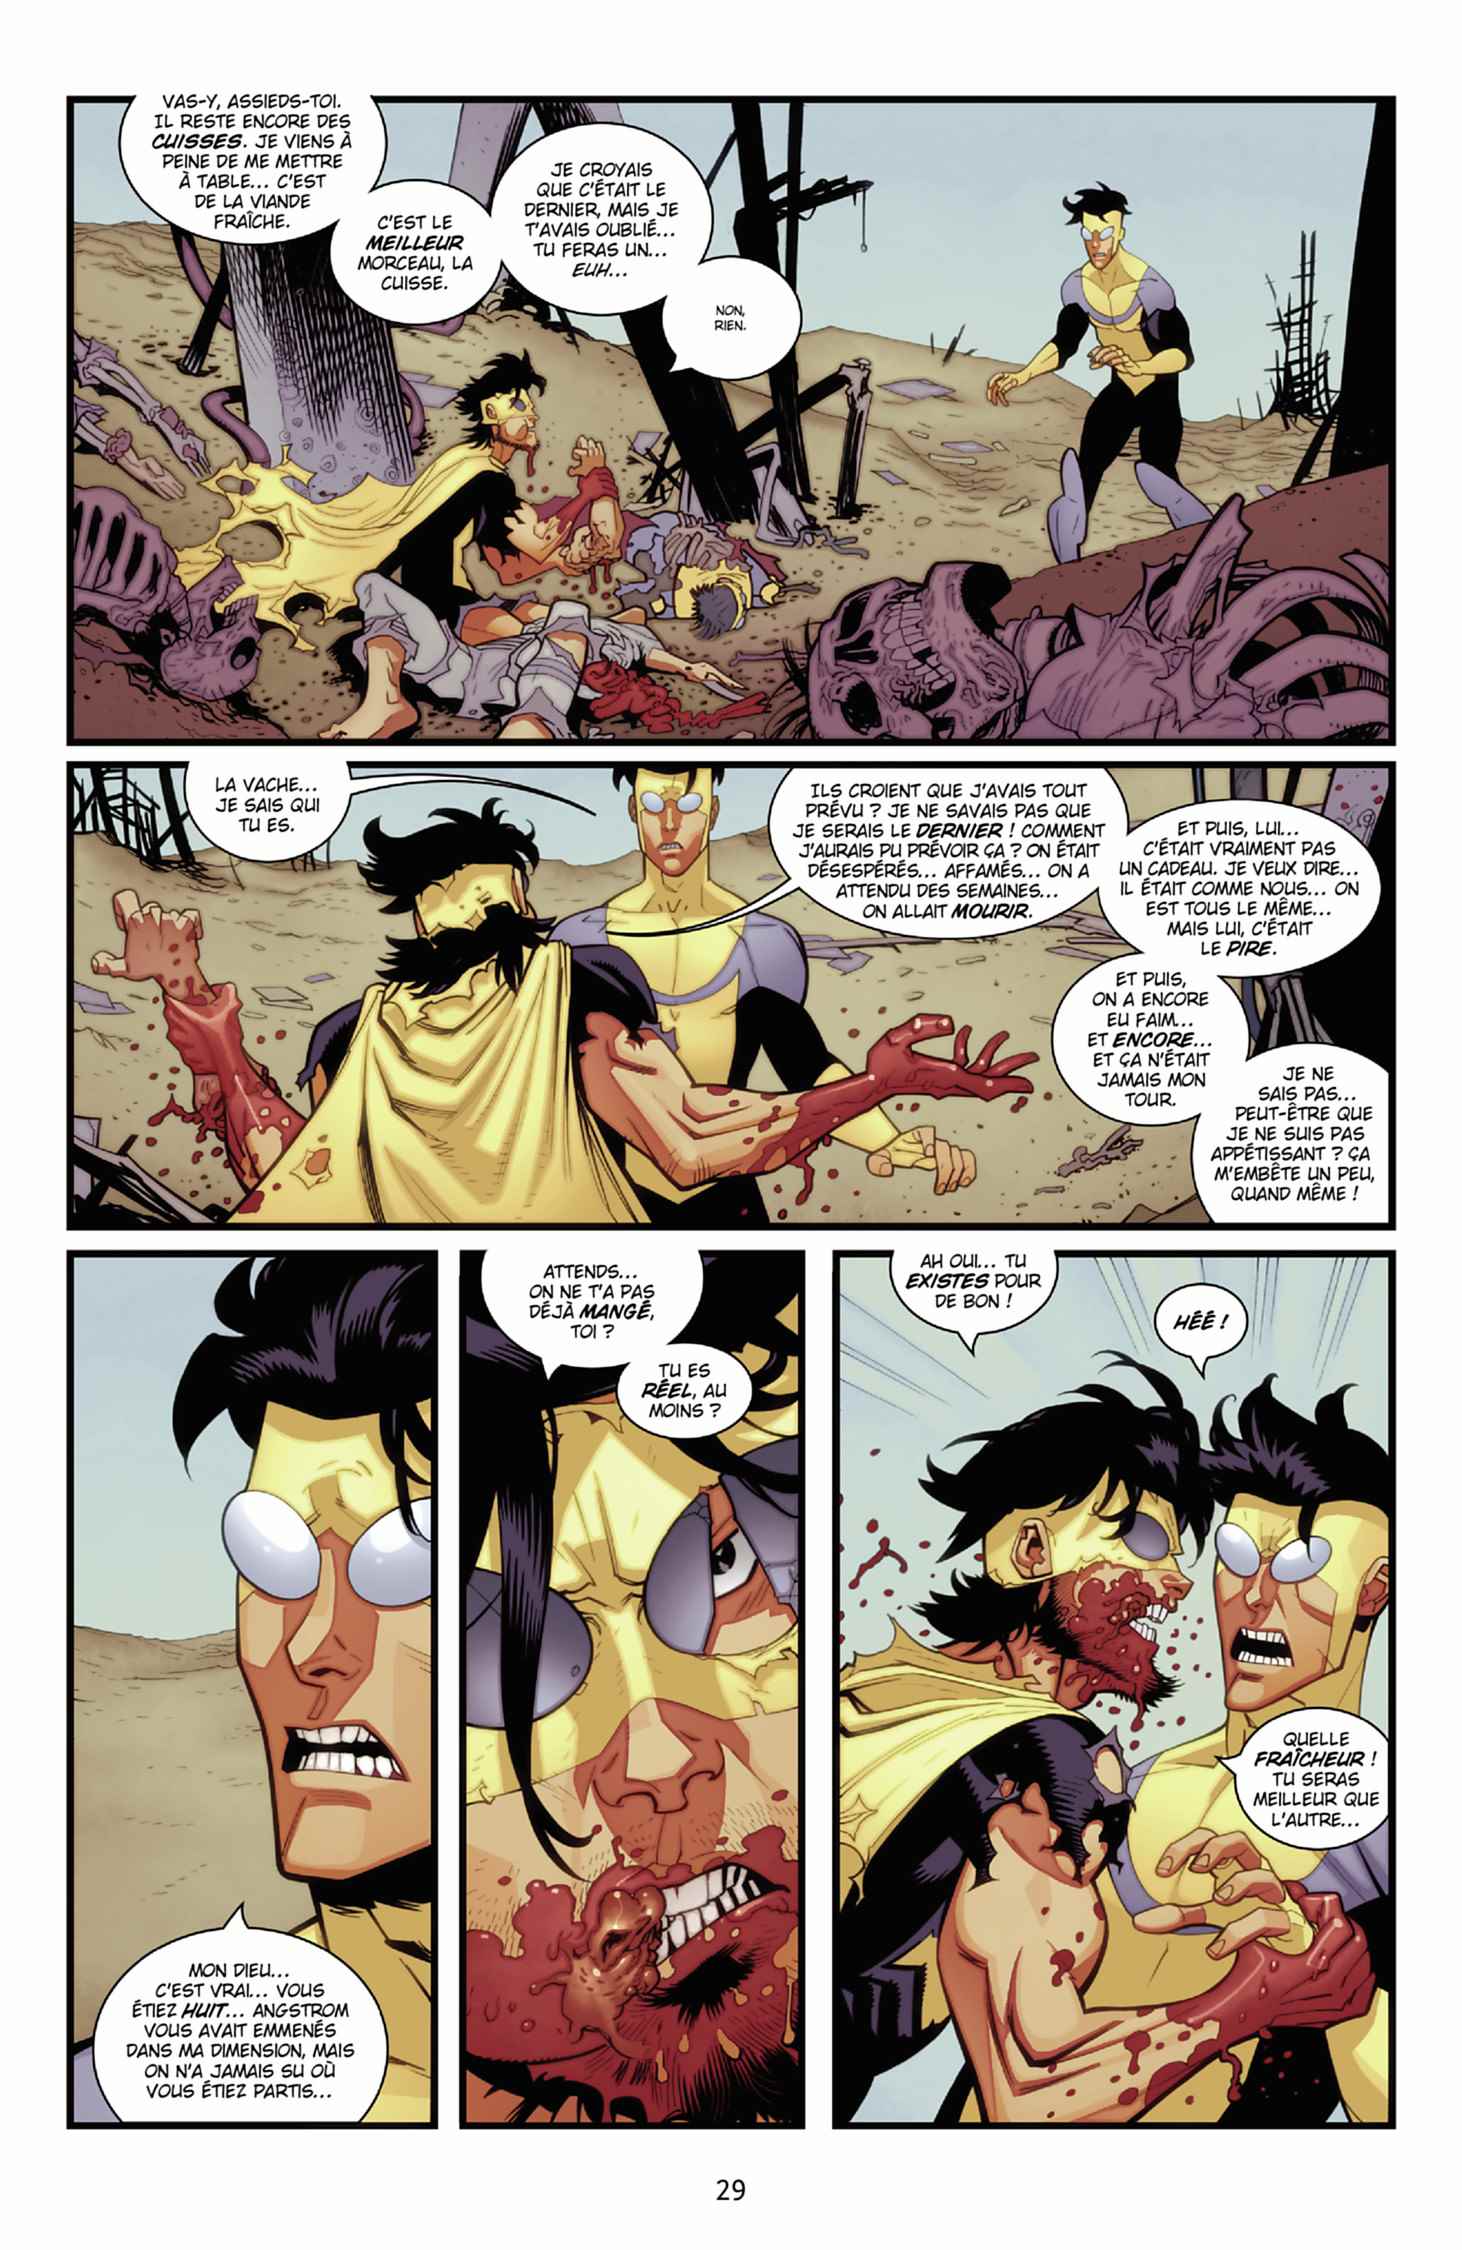 VAS-Y, ASSIEDS-TOI.
IL RESTE ENCORE DES
CUISSES. JE VIENS À
PEINE DE ME METTRE
À TABLE... C'EST
DE LA VIANDE
FRAÎCHE.
C'EST LE
MEILLEUR
MORCEAU, LA
CUISSE.
JE CROYAIS
QUE C'ÉTAIT LE
DERNIER, MAIS JE
T'AVAIS OUBLIÉ...
TU FERAS UN...
EUH...
NON,
RIEN.
LA VACHE...
JE SAIS QUI
TU ES.
ILS CROIENT QUE J'AVAIS TOUT
PRÉVU ? JE NE SAVAIS PAS QUE
JE SERAIS LE DERNIER ! COMMENT
J'AURAIS PU PRÉVOIR ÇA ? ON ÉTAIT
DÉSESPÉRÉS... AFFAMÉS... ON A
ATTENDU DES SEMAINES...
ON ALLAIT MOURIR.
ET PUIS, LUI...
C'ÉTAIT VRAIMENT PAS
UN CADEAU. JE VEUX DIRE...
IL ÉTAIT COMME NOUS... ON
EST TOUS LE MÊME...
MAIS LUI, C'ÉTAIT
LE PIRE.
ET PUIS,
ON A ENCORE
EU FAIM...
ET ENCORE...
ET ÇA N'ÉTAIT
JAMAIS MON
TOUR.
JE NE
SAIS PAS...
PEUT-ÊTRE QUE
JE NE SUIS PAS
APPÉTISSANT ? ÇA
M'EMBÊTE UN PEU,
QUAND MÊME !
MON DIEU...
C'EST VRAI... VOUS
ÉTIEZ HUIT... ANGSTROM
VOUS AVAIT EMMENÉS
DANS MA DIMENSION, MAIS
ON N'A JAMAIS SU OÙ
VOUS ÉTIEZ PARTIS...
ATTENDS...
ON NE T'A PAS
DÉJÀ MANGÉ,
TOI ?
TU ES
RÉEL, AU
MOINS ?
AH OUI... TU
EXISTES POUR
DE BON !
HÉÉ !
QUELLE
FRAÎCHEUR !
TU SERAS
MEILLEUR QUE
L'AUTRE...
29